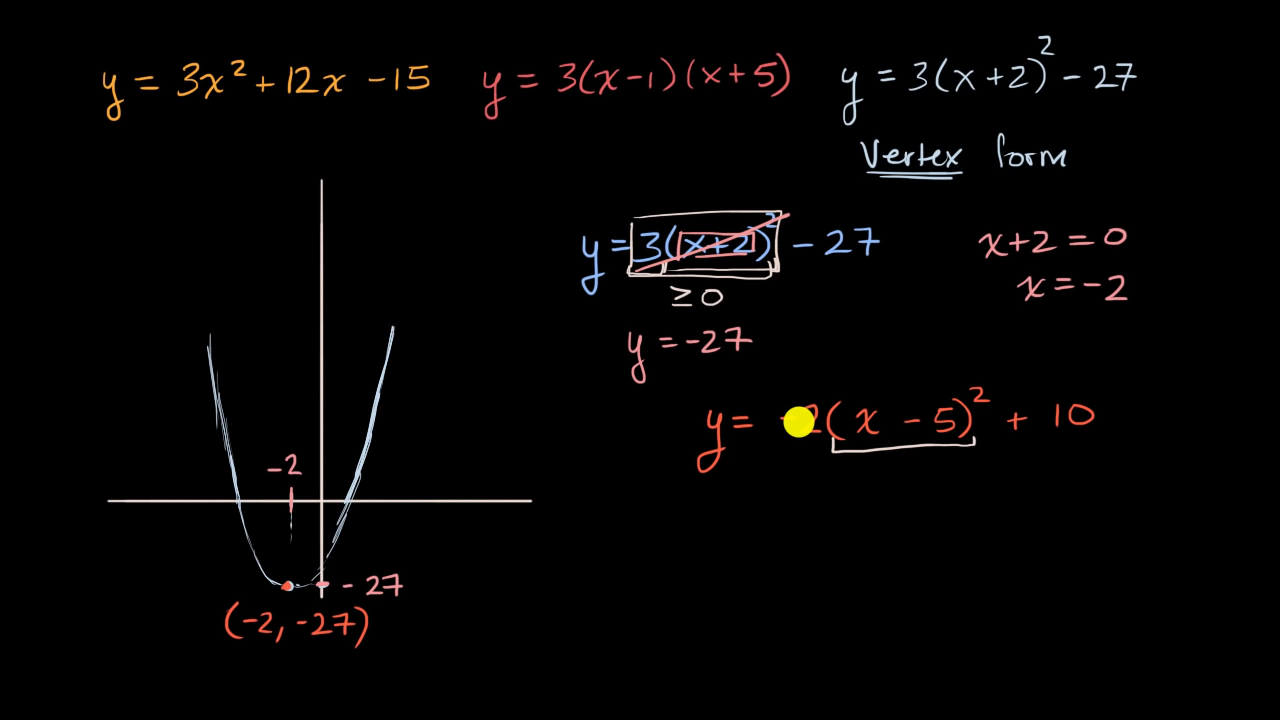 y = 3x² + 12x - 15
y = 3(x-1)(x+5)
y = 3(x+2)² - 27
Vertex form
y = 3(x+2)² - 27
≥ 0
y = -27
x+2 = 0
x = -2
y = -2(x - 5)² + 10
-2
- 27
(-2, -27)